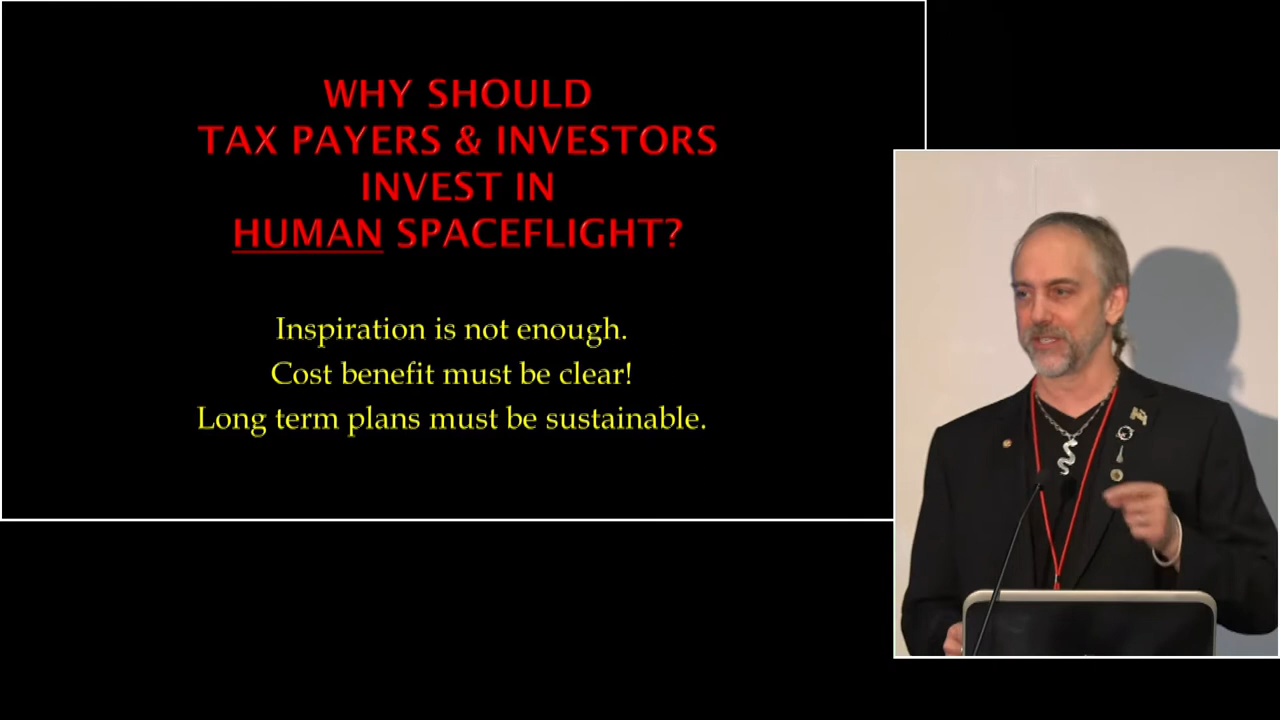 WHY SHOULD
TAX PAYERS & INVESTORS
INVEST IN
HUMAN SPACEFLIGHT?
Inspiration is not enough.
Cost benefit must be clear!
Long term plans must be sustainable.